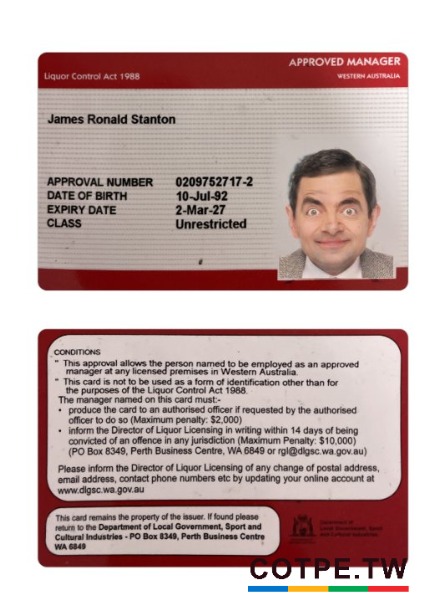 APPROVED MANAGER
Liquor Control Act 1988
WESTERN AUSTRALIA
James Ronald Stanton
APPROVAL NUMBER 0209752717-2
DATE OF BIRTH 10-Jul-92
EXPIRY DATE 2-Mar-27
CLASS Unrestricted
CONDITIONS
" This approval allows the person named to be employed as an approved
manager at any licensed premises in Western Australia.
" This card is not to be used as a form of identification other than for
the purposes of the Liquor Control Act 1988.
The manager named on this card must:-
• produce the card to an authorised officer if requested by the authorised
officer to do so (Maximum penalty: $2,000)
• inform the Director of Liquor Licensing in writing within 14 days of being
convicted of an offence in any jurisdiction (Maximum Penalty: $10,000)
(PO Box 8349, Perth Business Centre, WA 6849 or rgl@dlgsc.wa.gov.au)
Please inform the Director of Liquor Licensing of any change of postal address,
email address, contact phone numbers etc by updating your online account at
www.dlgsc.wa.gov.au
This card remains the property of the issuer. If found please
return to the Department of Local Government, Sport and
Cultural Industries - PO Box 8349, Perth Business Centre
WA 6849
Department of
Local Government, Sport
and Cultural Industries
COTPE.TW